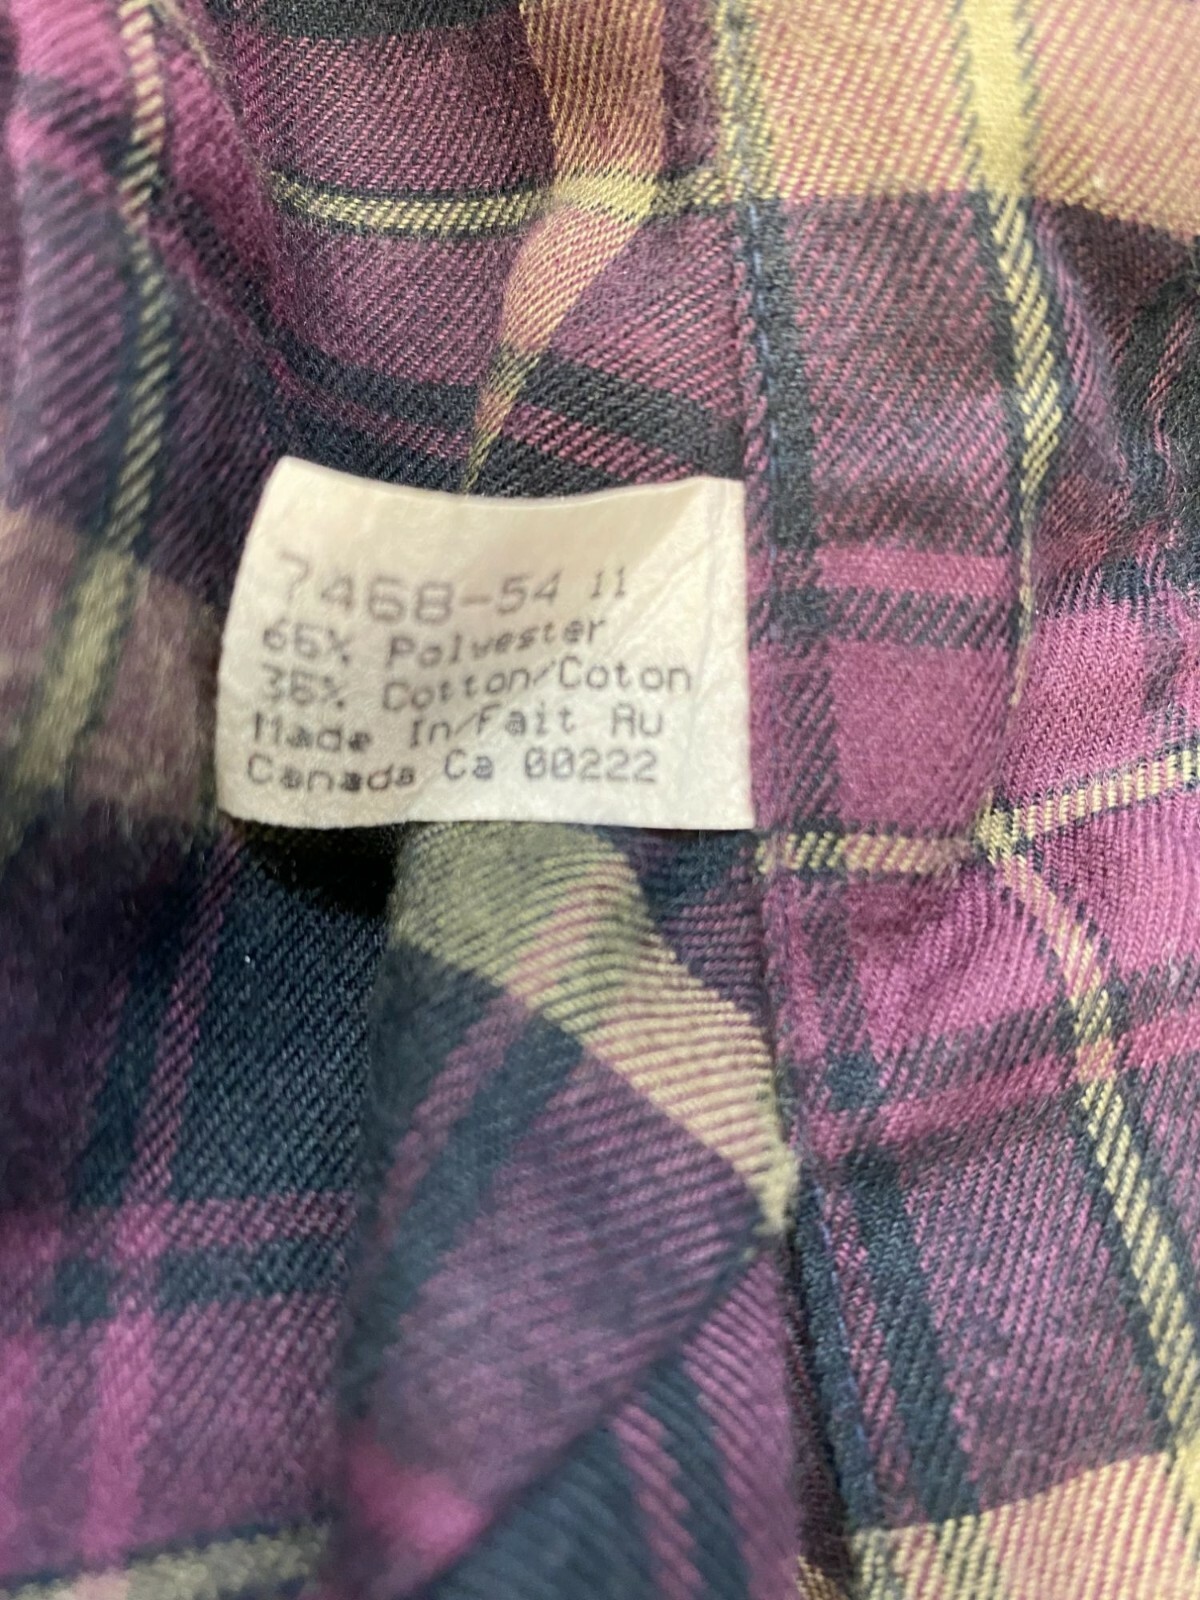 7468-54 11
65% Polyester
35% Cotton/Coton
Made In/Fait Au
Canada Ca 00222